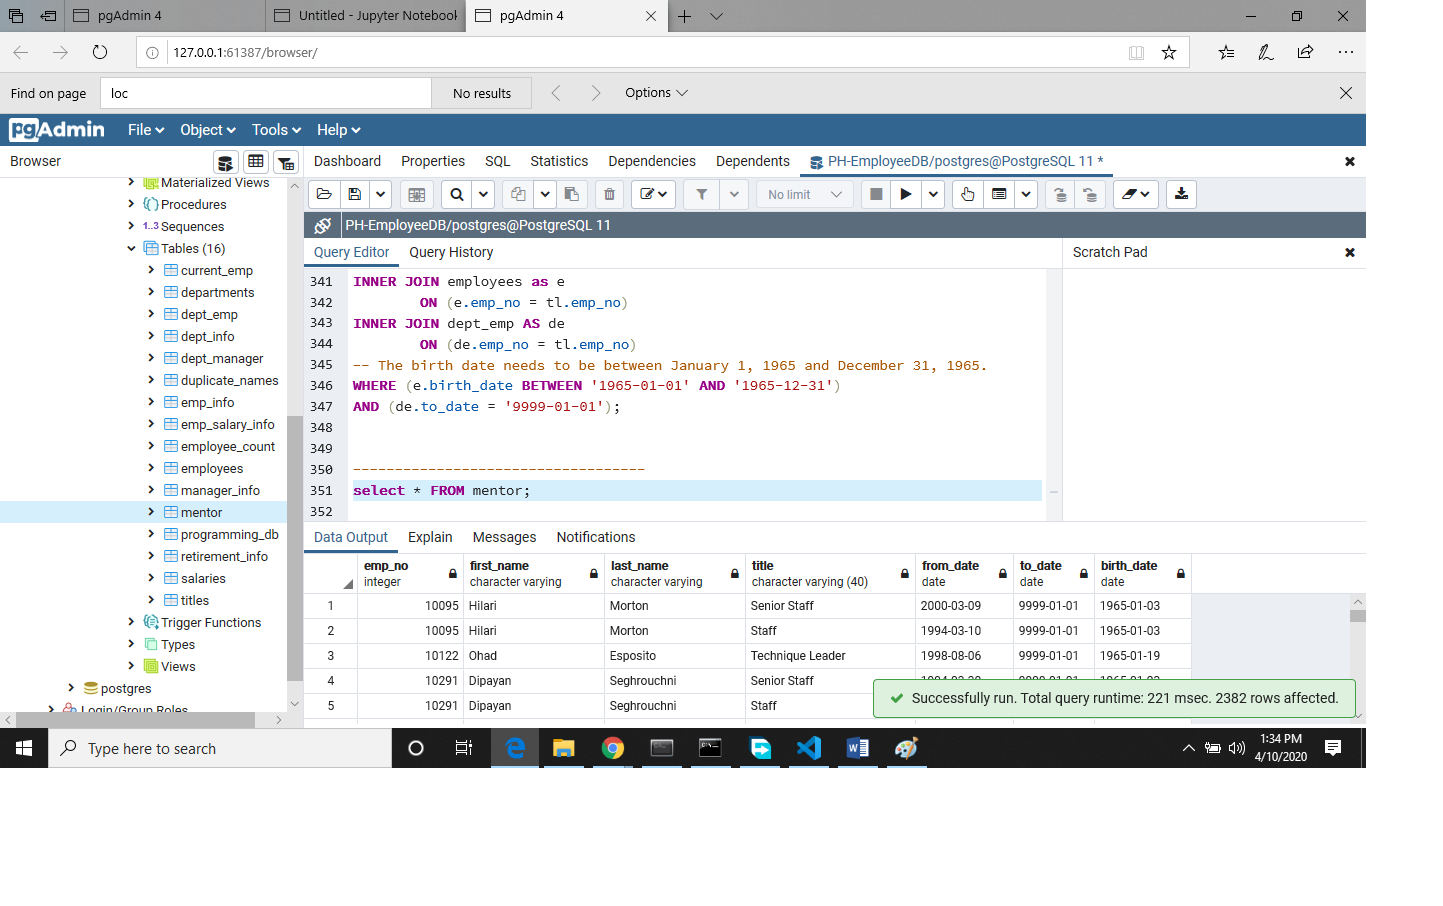 pgAdmin 4
Untitled - Jupyter Notebook
pgAdmin 4
127.0.0.1:61387/browser/
Find on page
loc
No results
Options
pgAdmin
File
Object
Tools
Help
Browser
Dashboard
Properties
SQL
Statistics
Dependencies
Dependents
PH-EmployeeDB/postgres@PostgreSQL 11 *
Materialized Views
Procedures
1..3 Sequences
Tables (16)
current_emp
departments
dept_emp
dept_info
dept_manager
duplicate_names
emp_info
emp_salary_info
employee_count
employees
manager_info
mentor
programming_db
retirement_info
salaries
titles
Trigger Functions
Types
Views
postgres
Login/Group Roles
No limit
PH-EmployeeDB/postgres@PostgreSQL 11
Query Editor
Query History
Scratch Pad
341 INNER JOIN employees as e
342 ON (e.emp_no = tl.emp_no)
343 INNER JOIN dept_emp AS de
344 ON (de.emp_no = tl.emp_no)
345 -- The birth date needs to be between January 1, 1965 and December 31, 1965.
346 WHERE (e.birth_date BETWEEN '1965-01-01' AND '1965-12-31')
347 AND (de.to_date = '9999-01-01');
348
349
350 -----------------------------------
351 select * FROM mentor;
352
Data Output
Explain
Messages
Notifications
emp_no first_name last_name title from_date to_date birth_date
integer character varying character varying character varying (40) date date date
1 10095 Hilari Morton Senior Staff 2000-03-09 9999-01-01 1965-01-03
2 10095 Hilari Morton Staff 1994-03-10 9999-01-01 1965-01-03
3 10122 Ohad Esposito Technique Leader 1998-08-06 9999-01-01 1965-01-19
4 10291 Dipayan Seghrouchni Senior Staff
5 10291 Dipayan Seghrouchni Staff
Successfully run. Total query runtime: 221 msec. 2382 rows affected.
Type here to search
1:34 PM
4/10/2020